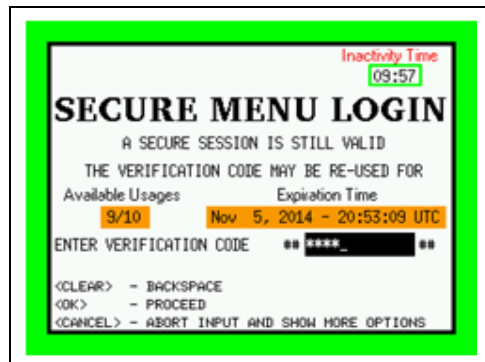 Inactivity Time
09:57
SECURE MENU LOGIN
A SECURE SESSION IS STILL VALID
THE VERIFICATION CODE MAY BE RE-USED FOR
Available Usages Expiration Time
9/10 Nov 5, 2014 - 20:53:09 UTC
ENTER VERIFICATION CODE ## ****_ ##
<CLEAR> - BACKSPACE
<OK> - PROCEED
<CANCEL> - ABORT INPUT AND SHOW MORE OPTIONS